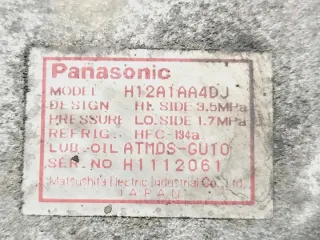 Panasonic
MODEL H12A1AA4DJ
DESIGN HI.SIDE 3.5MPa
PRESSURE LO.SIDE 1.7MPa
REFRIG. HFC-134a
LUB.OIL ATMOS-GU10
SER.NO H1112061
Matsushita Electric Industrial Co., Ltd.
JAPAN